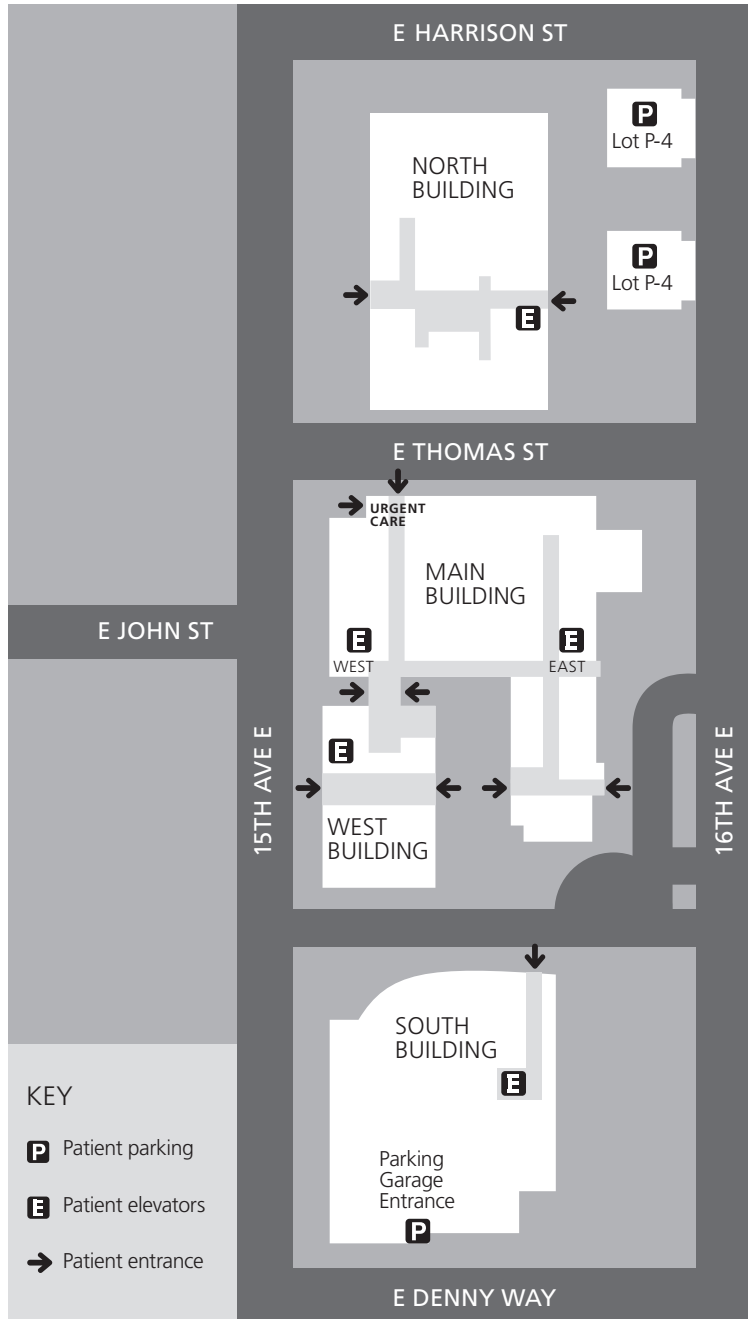 E HARRISON ST
P
Lot P-4
NORTH
BUILDING
P
Lot P-4
E
E THOMAS ST
URGENT
CARE
MAIN
BUILDING
E JOHN ST
E
E
WEST
EAST
15TH AVE E
16TH AVE E
E
WEST
BUILDING
SOUTH
BUILDING
E
Parking
Garage
Entrance
P
KEY
P Patient parking
E Patient elevators
Patient entrance
E DENNY WAY